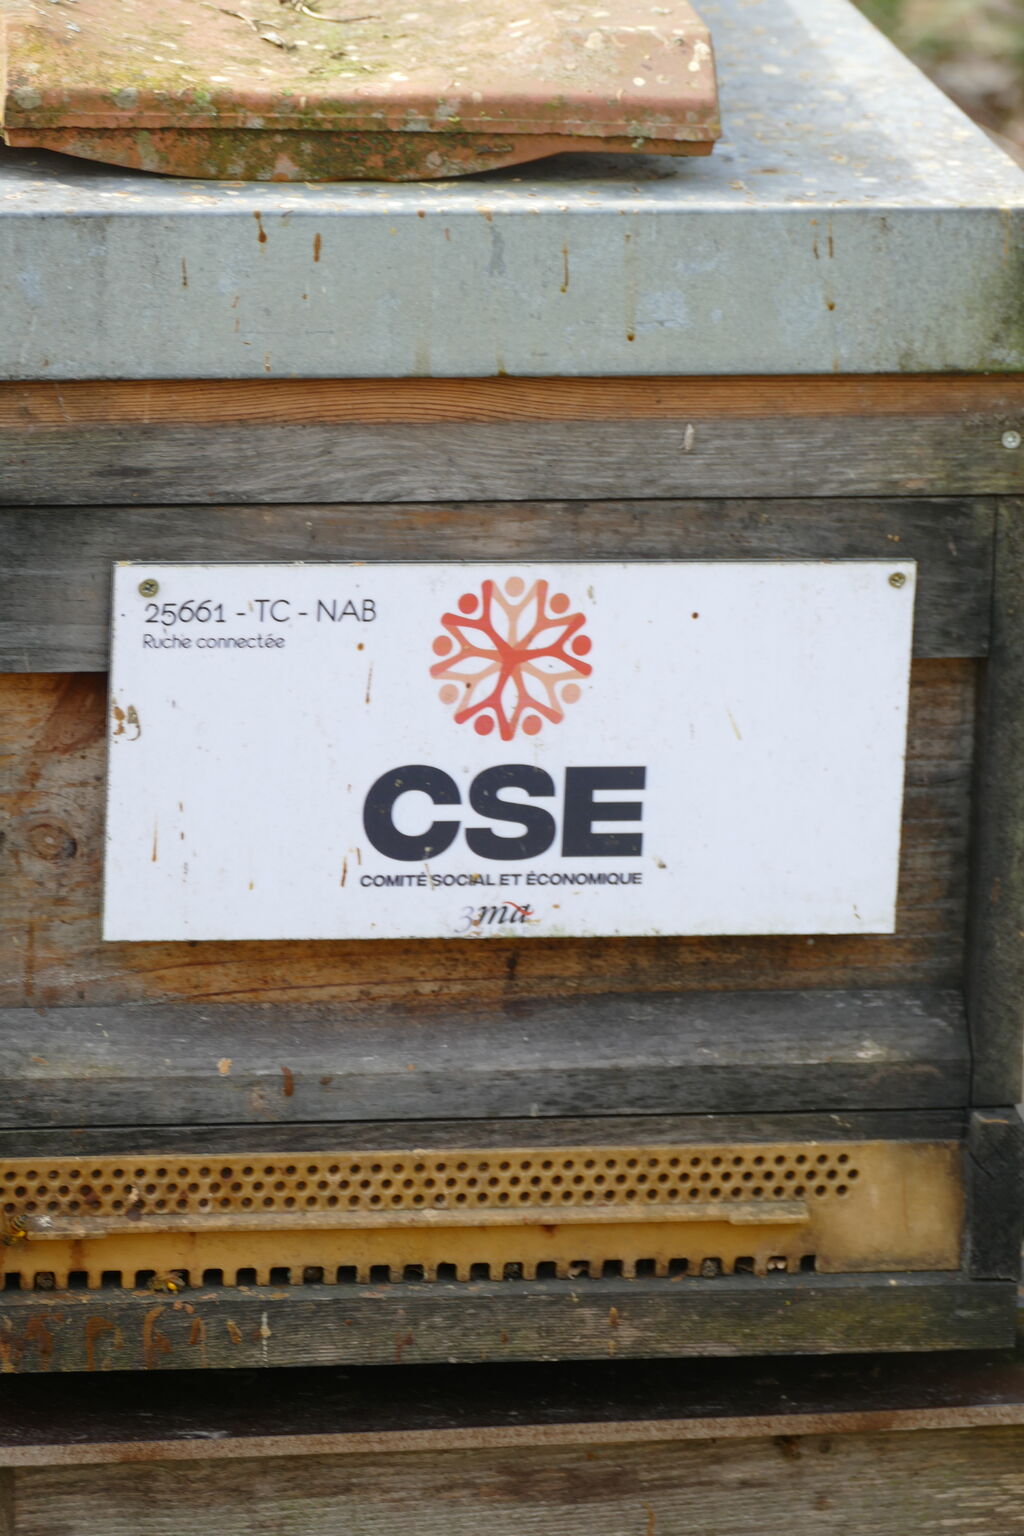 25661 - TC - NAB
Ruche connectée
CSE
COMITÉ SOCIAL ET ÉCONOMIQUE
3ma